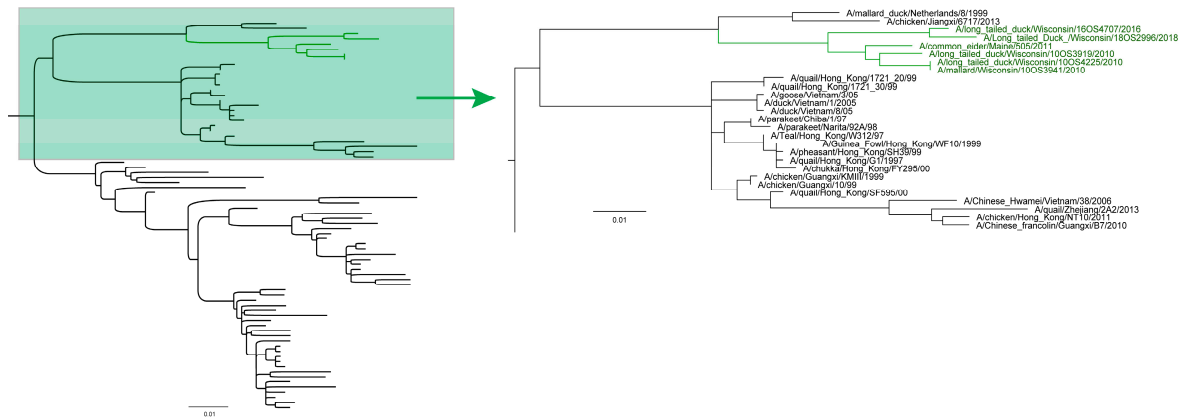 A/mallard_duck/Netherlands/8/1999
A/chicken/Jiangxi/6717/2013
A/long_tailed_duck/Wisconsin/16OS4707/2016
A/Long_tailed_Duck_/Wisconsin/18OS2996/2018
A/common_eider/Maine/505/2011
A/long_tailed_duck/Wisconsin/10OS3919/2010
A/long_tailed_duck/Wisconsin/10OS4225/2010
A/mallard/Wisconsin/10OS3941/2010
A/quail/Hong_Kong/1721_20/99
A/quail/Hong_Kong/1721_30/99
A/goose/Vietnam/3/05
A/duck/Vietnam/1/2005
A/duck/Vietnam/8/05
A/parakeet/Chiba/1/97
A/parakeet/Narita/92A/98
A/Teal/Hong_Kong/W312/97
A/Guinea_Fowl/Hong_Kong/WF10/1999
A/pheasant/Hong_Kong/SH39/99
A/quail/Hong_Kong/G1/1997
A/chukka/Hong_Kong/FY295/00
A/chicken/Guangxi/KMIII/1999
A/chicken/Guangxi/10/99
A/quail/Hong_Kong/SF595/00
A/Chinese_Hwamei/Vietnam/38/2006
A/quail/Zhejiang/2A2/2013
A/chicken/Hong_Kong/NT10/2011
A/Chinese_francolin/Guangxi/B7/2010
0.01
0.01